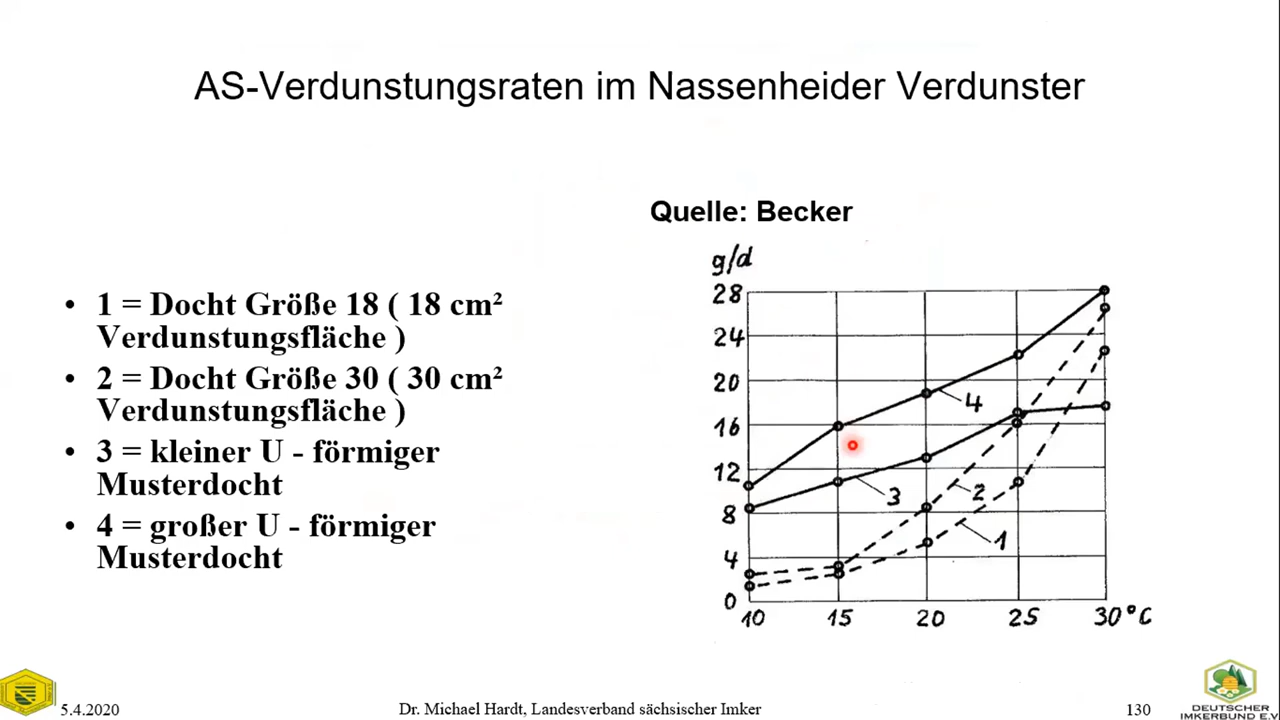 AS-Verdunstungsraten im Nassenheider Verdunster
Quelle: Becker
• 1 = Docht Größe 18 ( 18 cm²
Verdunstungsfläche )
• 2 = Docht Größe 30 ( 30 cm²
Verdunstungsfläche )
• 3 = kleiner U - förmiger
Musterdocht
• 4 = großer U - förmiger
Musterdocht
g/d
28
24
20
16
12
8
4
0
4
3
2
1
10 15 20 25 30 °C
5.4.2020
Dr. Michael Hardt, Landesverband sächsischer Imker
130
DEUTSCHER
IMKERBUND E.V